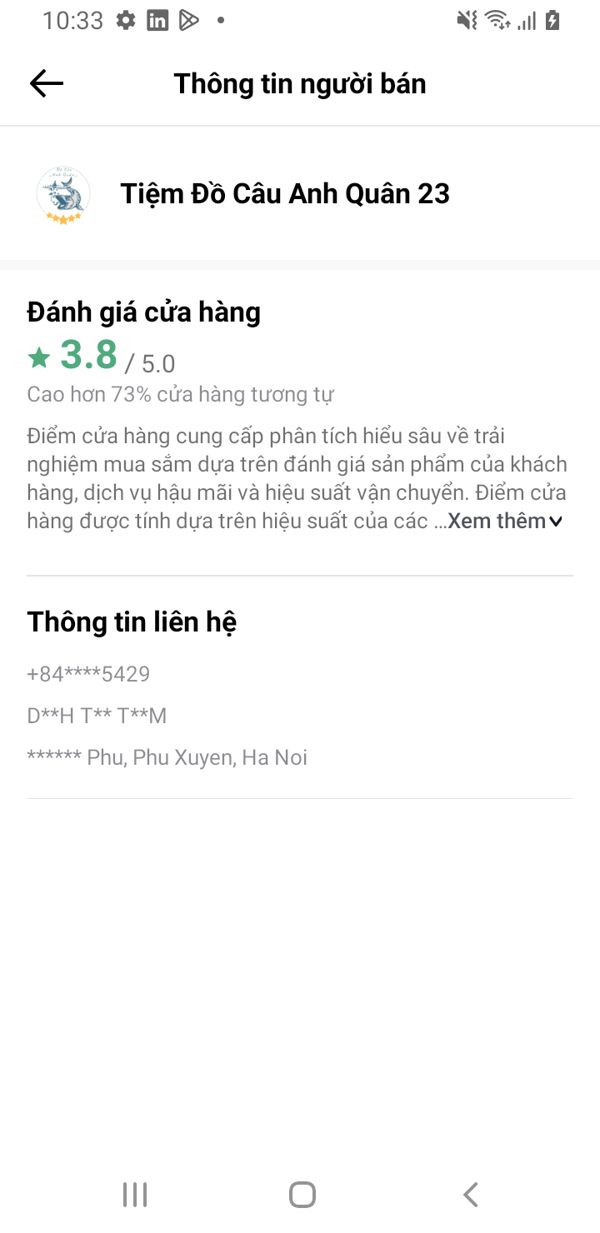 10:33
Thông tin người bán
Tiệm Đồ Câu Anh Quân 23
Đánh giá cửa hàng
3.8 / 5.0
Cao hơn 73% cửa hàng tương tự
Điểm cửa hàng cung cấp phân tích hiểu sâu về trải
nghiệm mua sắm dựa trên đánh giá sản phẩm của khách
hàng, dịch vụ hậu mãi và hiệu suất vận chuyển. Điểm cửa
hàng được tính dựa trên hiệu suất của các ...Xem thêm
Thông tin liên hệ
+84****5429
D**H T** T**M
****** Phu, Phu Xuyen, Ha Noi